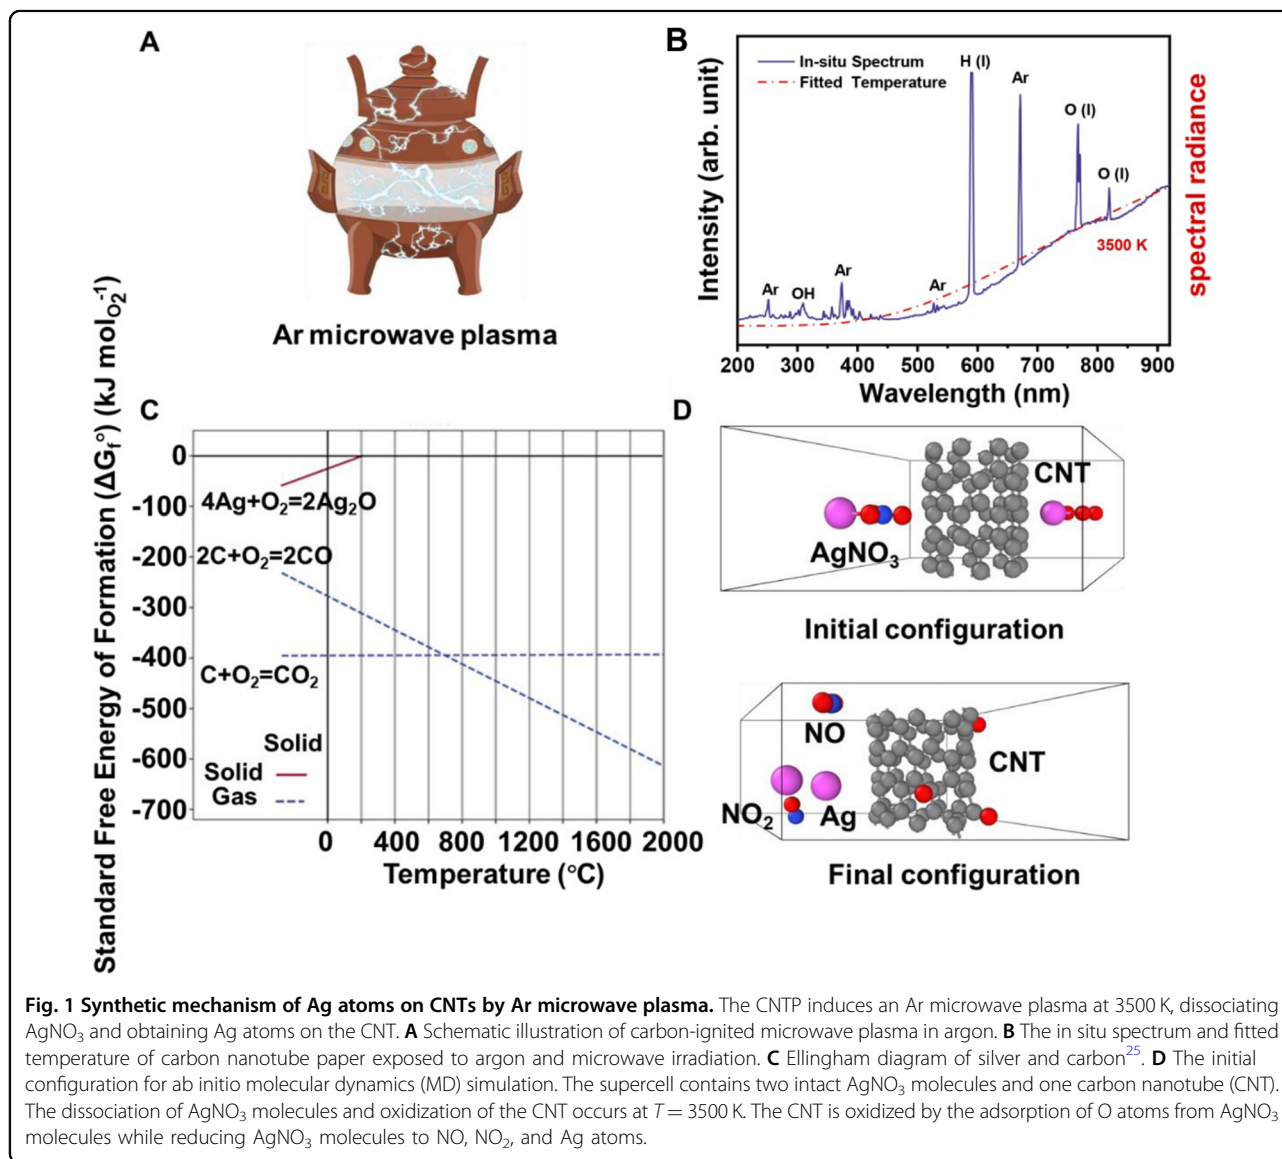 A
Ar microwave plasma
B
In-situ Spectrum
Fitted Temperature
H (I)
Ar
O (I)
O (I)
Ar
OH
Ar
Ar
3500 K
Intensity (arb. unit)
spectral radiance
200 300 400 500 600 700 800 900
Wavelength (nm)
C
Standard Free Energy of Formation (ΔG_f°) (kJ mol_O₂⁻¹)
0
-100
-200
-300
-400
-500
-600
-700
4Ag+O₂=2Ag₂O
2C+O₂=2CO
C+O₂=CO₂
Solid
Solid
Gas
0 400 800 1200 1600 2000
Temperature (°C)
D
CNT
AgNO₃
Initial configuration
NO
CNT
NO₂
Ag
Final configuration
Fig. 1 Synthetic mechanism of Ag atoms on CNTs by Ar microwave plasma. The CNTP induces an Ar microwave plasma at 3500 K, dissociating
AgNO₃ and obtaining Ag atoms on the CNT. A Schematic illustration of carbon-ignited microwave plasma in argon. B The in situ spectrum and fitted
temperature of carbon nanotube paper exposed to argon and microwave irradiation. C Ellingham diagram of silver and carbon²⁵. D The initial
configuration for ab initio molecular dynamics (MD) simulation. The supercell contains two intact AgNO₃ molecules and one carbon nanotube (CNT).
The dissociation of AgNO₃ molecules and oxidization of the CNT occurs at T = 3500 K. The CNT is oxidized by the adsorption of O atoms from AgNO₃
molecules while reducing AgNO₃ molecules to NO, NO₂, and Ag atoms.